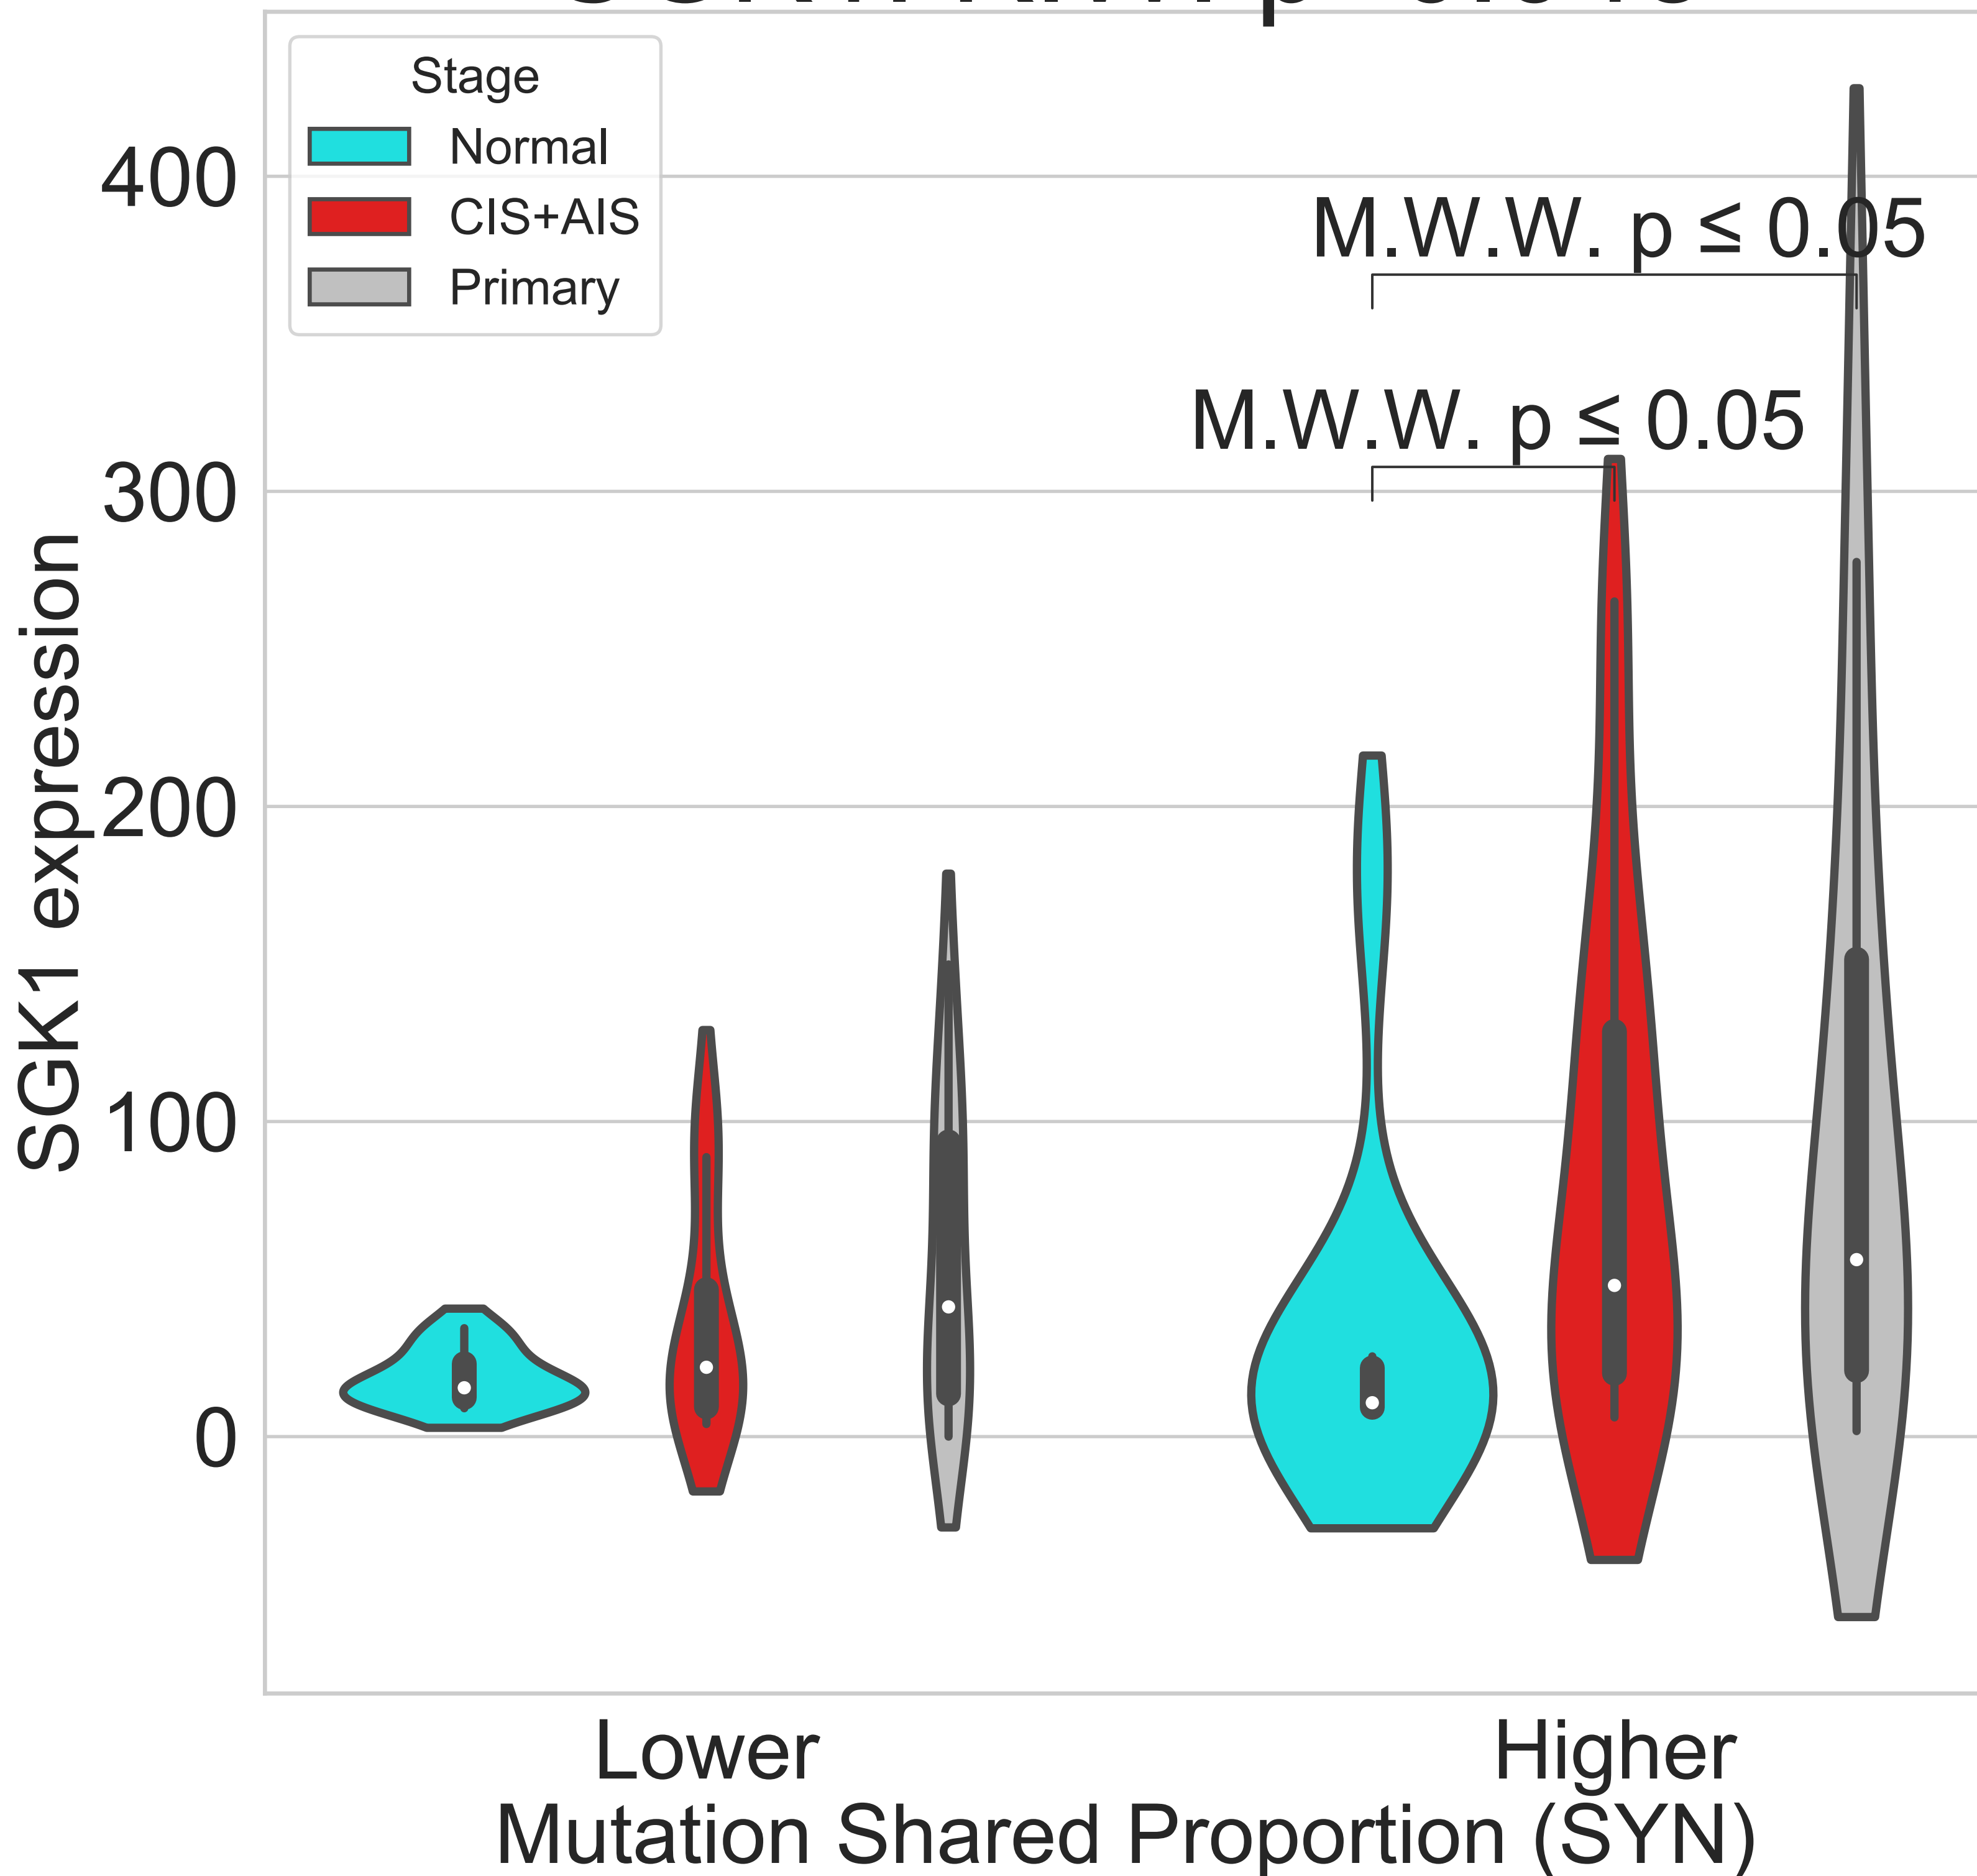 Stage
Normal
CIS+AIS
Primary
M.W.W. p ≤ 0.05
M.W.W. p ≤ 0.05
400
300
200
100
0
SGK1 expression
Lower
Higher
Mutation Shared Proportion (SYN)